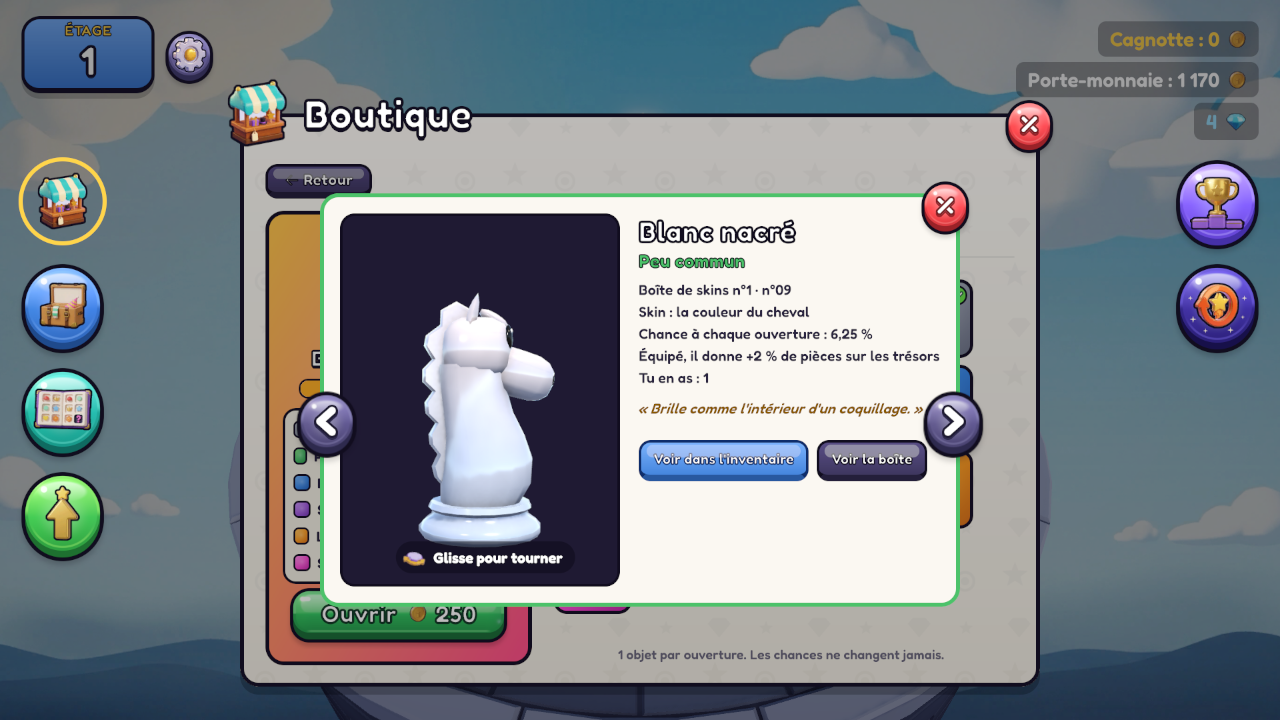 ÉTAGE
1
Cagnotte : 0
Porte-monnaie : 1 170
4
Boutique
← Retour
Blanc nacré
Peu commun
Boîte de skins n°1 · n°09
Skin : la couleur du cheval
Chance à chaque ouverture : 6,25 %
Équipé, il donne +2 % de pièces sur les trésors
Tu en as : 1
« Brille comme l'intérieur d'un coquillage. »
Voir dans l'inventaire
Voir la boîte
Glisse pour tourner
Ouvrir 250
1 objet par ouverture. Les chances ne changent jamais.